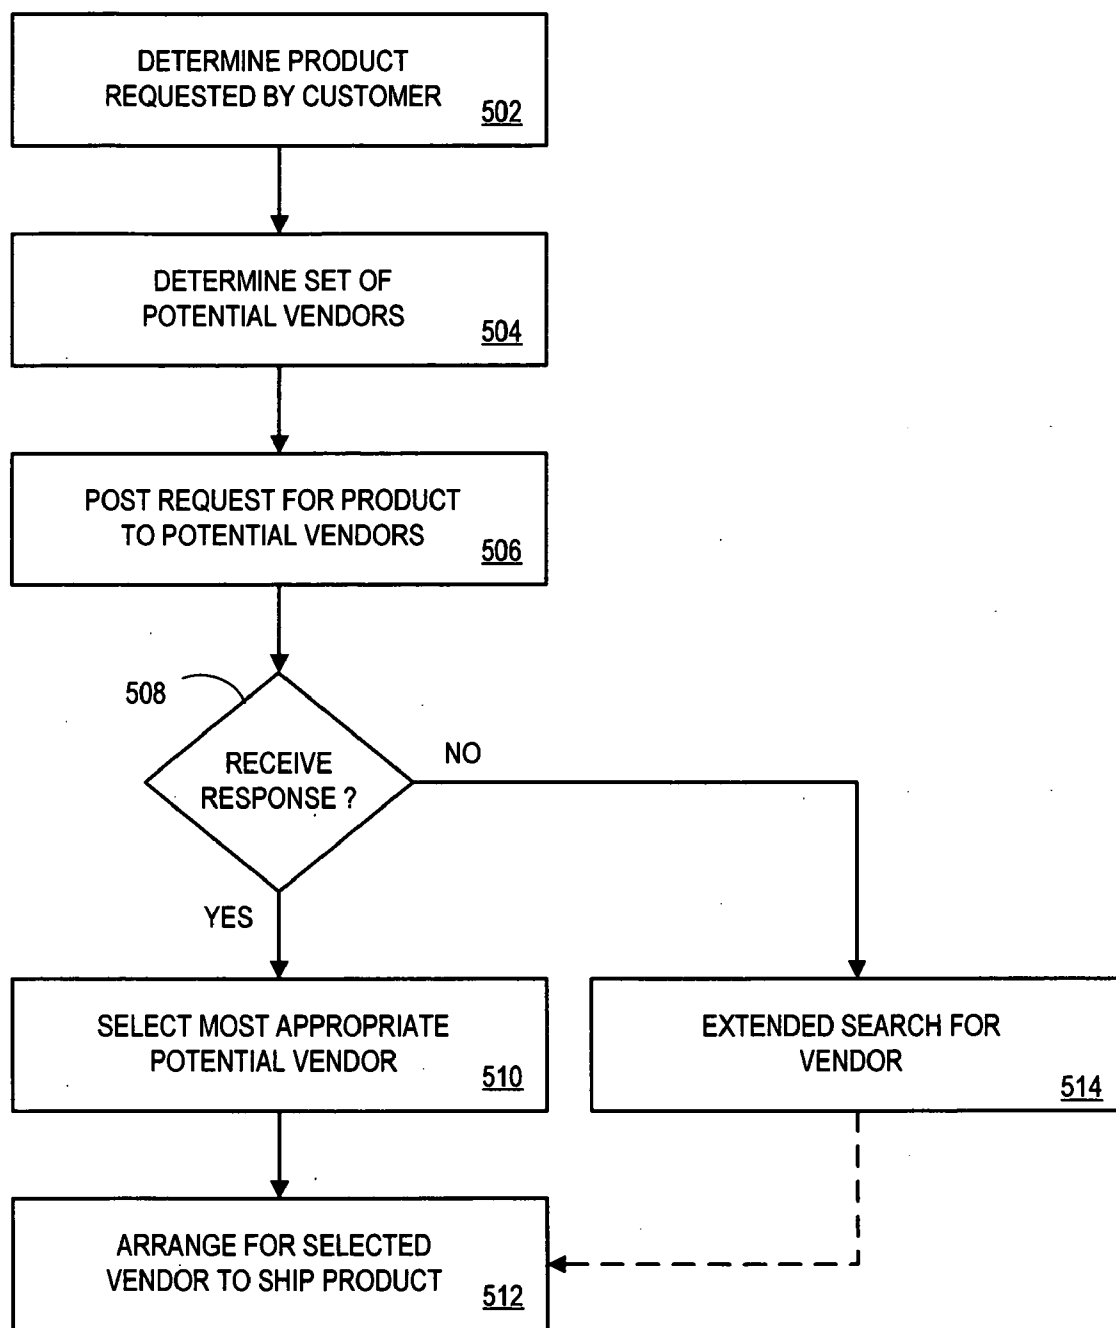 DETERMINE PRODUCT
REQUESTED BY CUSTOMER
502
DETERMINE SET OF
POTENTIAL VENDORS
504
POST REQUEST FOR PRODUCT
TO POTENTIAL VENDORS
506
508
RECEIVE
RESPONSE ?
NO
YES
SELECT MOST APPROPRIATE
POTENTIAL VENDOR
510
EXTENDED SEARCH FOR
VENDOR
514
ARRANGE FOR SELECTED
VENDOR TO SHIP PRODUCT
512